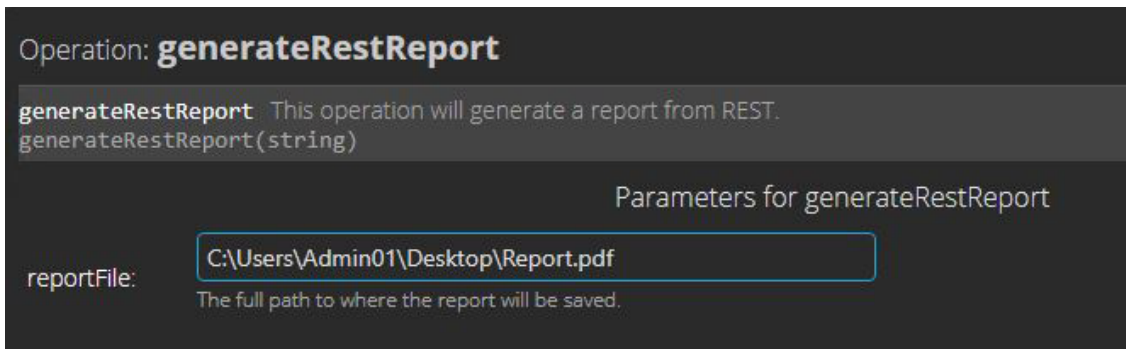 Operation: generateRestReport
generateRestReport This operation will generate a report from REST.
generateRestReport(string)
Parameters for generateRestReport
reportFile: C:\Users\Admin01\Desktop\Report.pdf
The full path to where the report will be saved.